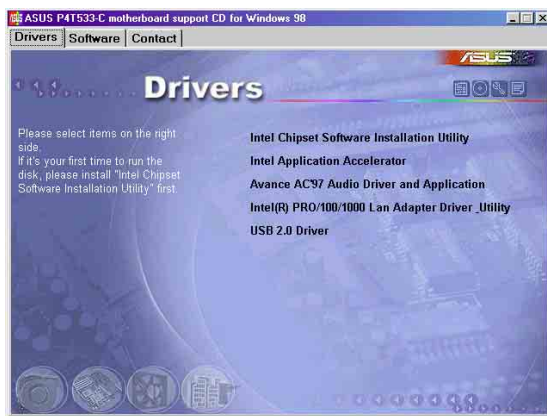 ASUS P4T533-C motherboard support CD for Windows 98
Drivers Software Contact
ASUS
Drivers
Please select items on the right
side.
If it's your first time to run the
disk, please install "Intel Chipset
Software Installation Utility" first.
Intel Chipset Software Installation Utility
Intel Application Accelerator
Avance AC'97 Audio Driver and Application
Intel(R) PRO/100/1000 Lan Adapter Driver_Utility
USB 2.0 Driver